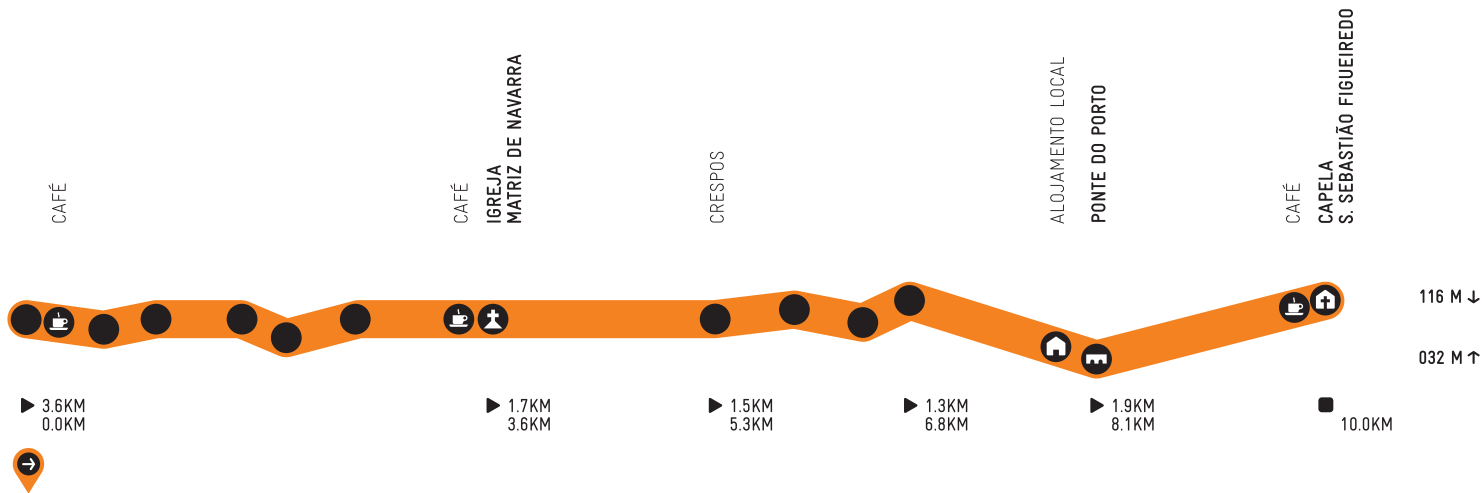 CAFÉ
CAFÉ
IGREJA
MATRIZ DE NAVARRA
CRESPOS
ALOJAMENTO LOCAL
PONTE DO PORTO
CAFÉ
CAPELA
S. SEBASTIÃO FIGUEIREDO
116 M ↓
032 M ↑
3.6KM
0.0KM
1.7KM
3.6KM
1.5KM
5.3KM
1.3KM
6.8KM
1.9KM
8.1KM
10.0KM